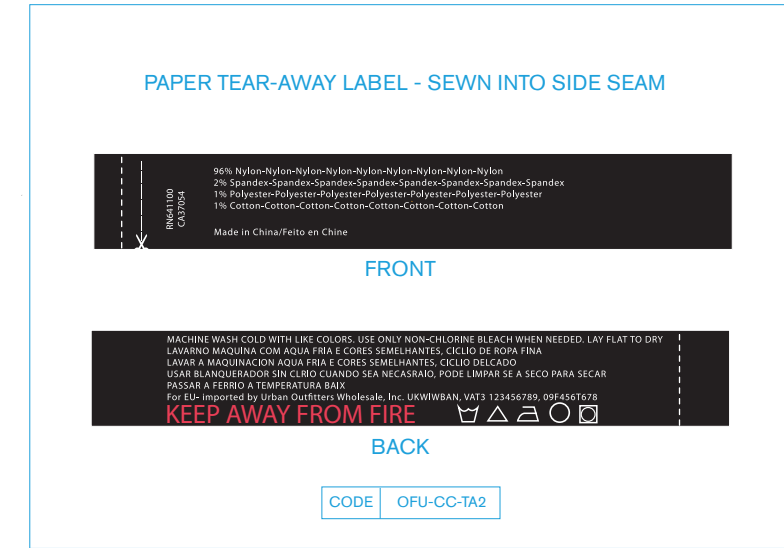 PAPER TEAR-AWAY LABEL - SEWN INTO SIDE SEAM
RN641100
CA37054
96% Nylon-Nylon-Nylon-Nylon-Nylon-Nylon-Nylon-Nylon-Nylon
2% Spandex-Spandex-Spandex-Spandex-Spandex-Spandex-Spandex-Spandex
1% Polyester-Polyester-Polyester-Polyester-Polyester-Polyester-Polyester
1% Cotton-Cotton-Cotton-Cotton-Cotton-Cotton-Cotton-Cotton
Made in China/Feito en Chine
FRONT
MACHINE WASH COLD WITH LIKE COLORS. USE ONLY NON-CHLORINE BLEACH WHEN NEEDED. LAY FLAT TO DRY
LAVARNO MAQUINA COM AQUA FRIA E CORES SEMELHANTES, CICLIO DE ROPA FINA
LAVAR A MAQUINACION AQUA FRIA E CORES SEMELHANTES, CICLIO DELCADO
USAR BLANQUERADOR SIN CLRIO CUANDO SEA NECASRAIO, PODE LIMPAR SE A SECO PARA SECAR
PASSAR A FERRIO A TEMPERATURA BAIX
For EU- imported by Urban Outfitters Wholesale, Inc. UKWIWBAN, VAT3 123456789, 09F456T678
KEEP AWAY FROM FIRE
BACK
CODE OFU-CC-TA2